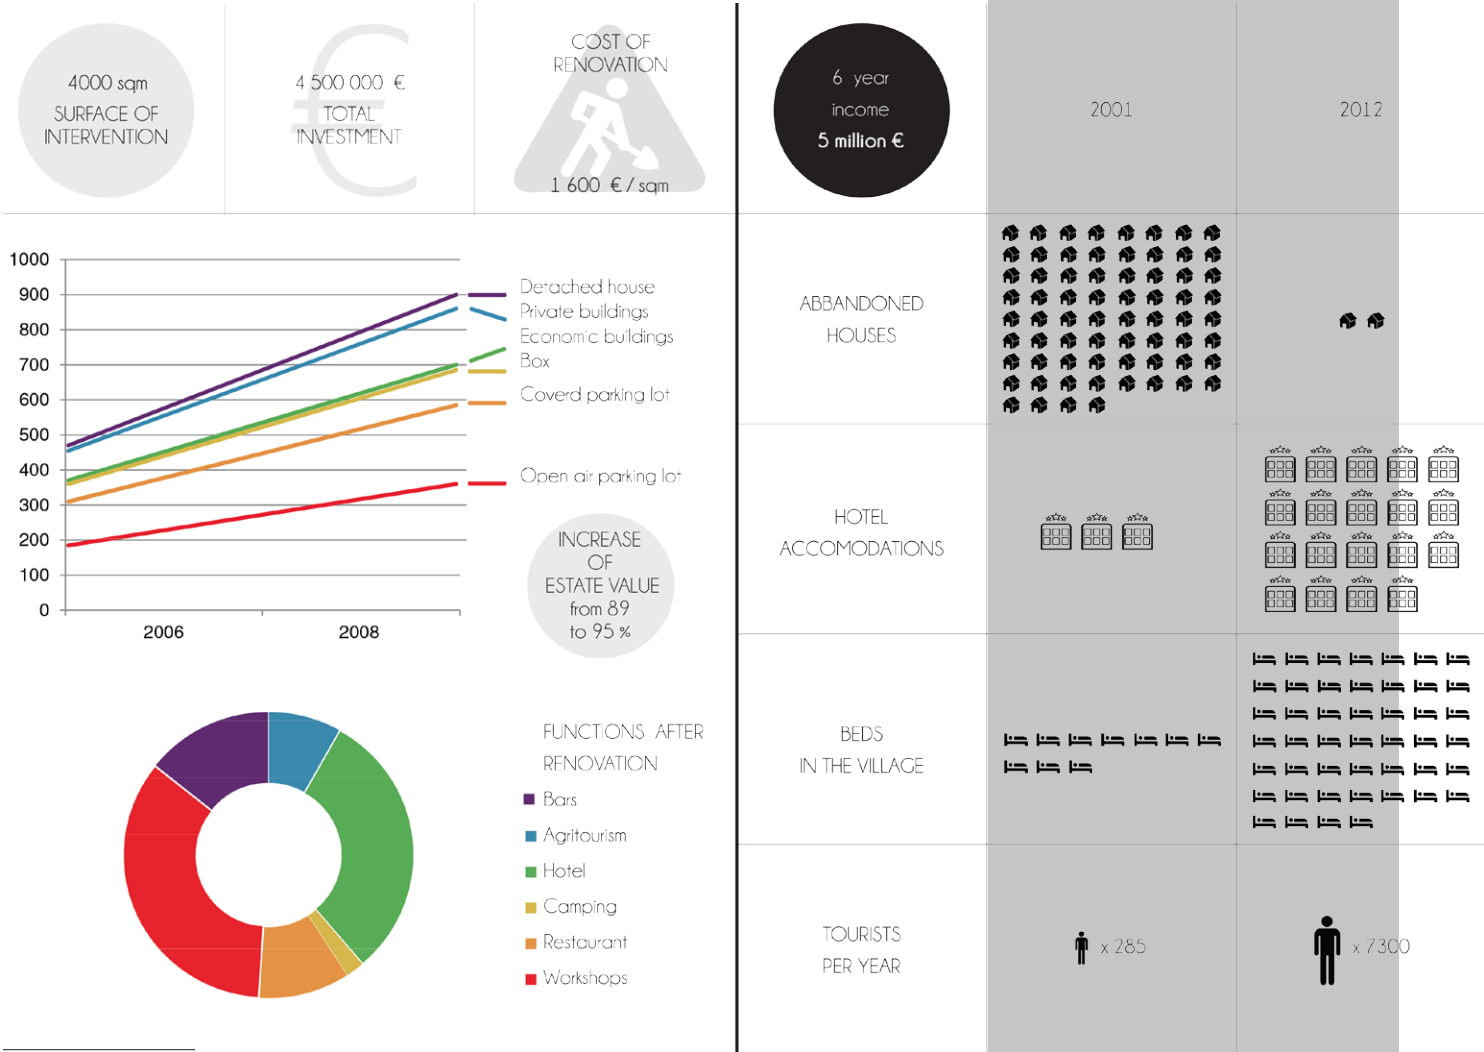 4000 sqm
SURFACE OF
INTERVENTION
4 500 000 €
TOTAL
INVESTMENT
COST OF
RENOVATION
1 600 € / sqm
6 year
income
5 million €
2001
2012
1000
900
800
700
600
500
400
300
200
100
0
2006
2008
Detached house
Private buildings
Economic buildings
Box
Coverd parking lot
Open air parking lot
INCREASE
OF
ESTATE VALUE
from 89
to 95 %
FUNCTIONS AFTER
RENOVATION
Bars
Agritourism
Hotel
Camping
Restaurant
Workshops
ABBANDONED
HOUSES
HOTEL
ACCOMODATIONS
BEDS
IN THE VILLAGE
TOURISTS
PER YEAR
x 285
x 7300